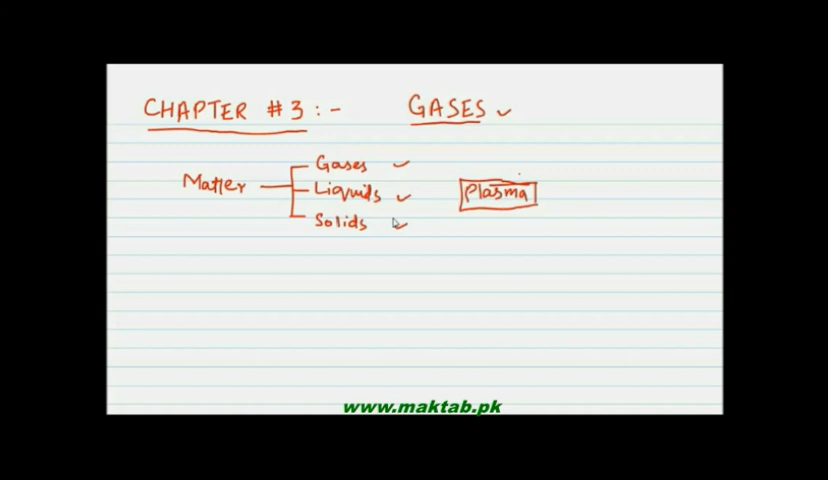 CHAPTER #3 :- GASES
Gases
Matter Liquids Plasma
Solids
www.maktab.pk